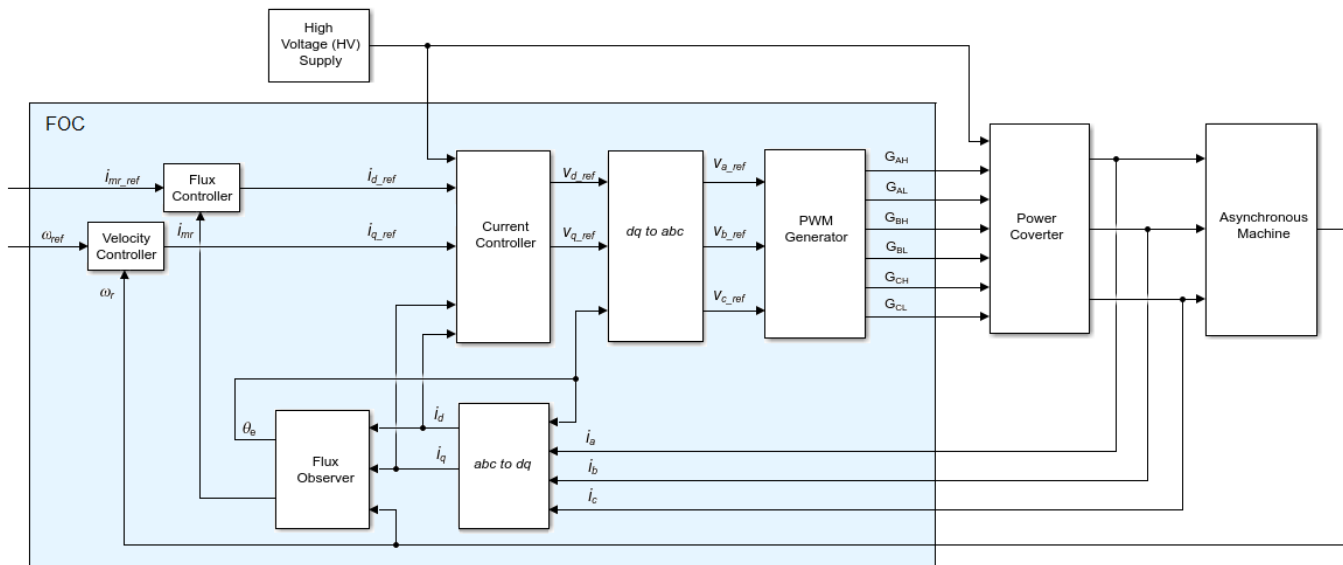 High
Voltage (HV)
Supply
FOC
i_mr_ref
Flux
Controller
i_d_ref
ω_ref
Velocity
Controller
i_mr
i_q_ref
ω_r
Current
Controller
v_d_ref
v_q_ref
dq to abc
v_a_ref
v_b_ref
v_c_ref
PWM
Generator
G_AH
G_AL
G_BH
G_BL
G_CH
G_CL
Power
Coverter
Asynchronous
Machine
θ_e
Flux
Observer
i_d
i_q
abc to dq
i_a
i_b
i_c